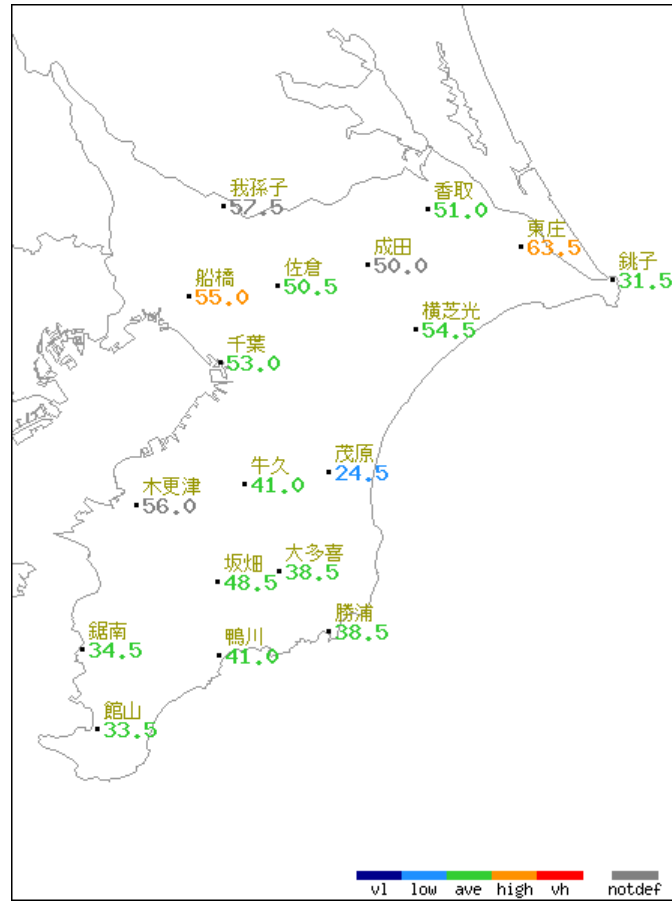 我孫子
57.5
香取
51.0
東庄
63.5
銚子
31.5
成田
50.0
船橋
55.0
佐倉
50.5
横芝光
54.5
千葉
53.0
牛久
41.0
茂原
24.5
木更津
56.0
坂畑
48.5
大多喜
38.5
鋸南
34.5
鴨川
41.0
勝浦
38.5
館山
33.5
vl low ave high vh notdef